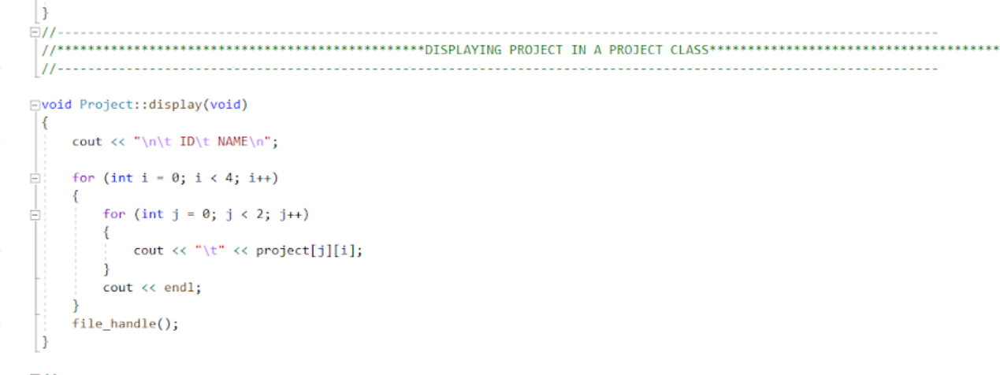 }
//-------------------------------------------------------------------------------------------------------------------
//************************************************DISPLAYING PROJECT IN A PROJECT CLASS**************************************
//-------------------------------------------------------------------------------------------------------------------
void Project::display(void)
{
cout << "\n\t ID\t NAME\n";
for (int i = 0; i < 4; i++)
{
for (int j = 0; j < 2; j++)
{
cout << "\t" << project[j][i];
}
cout << endl;
}
file_handle();
}